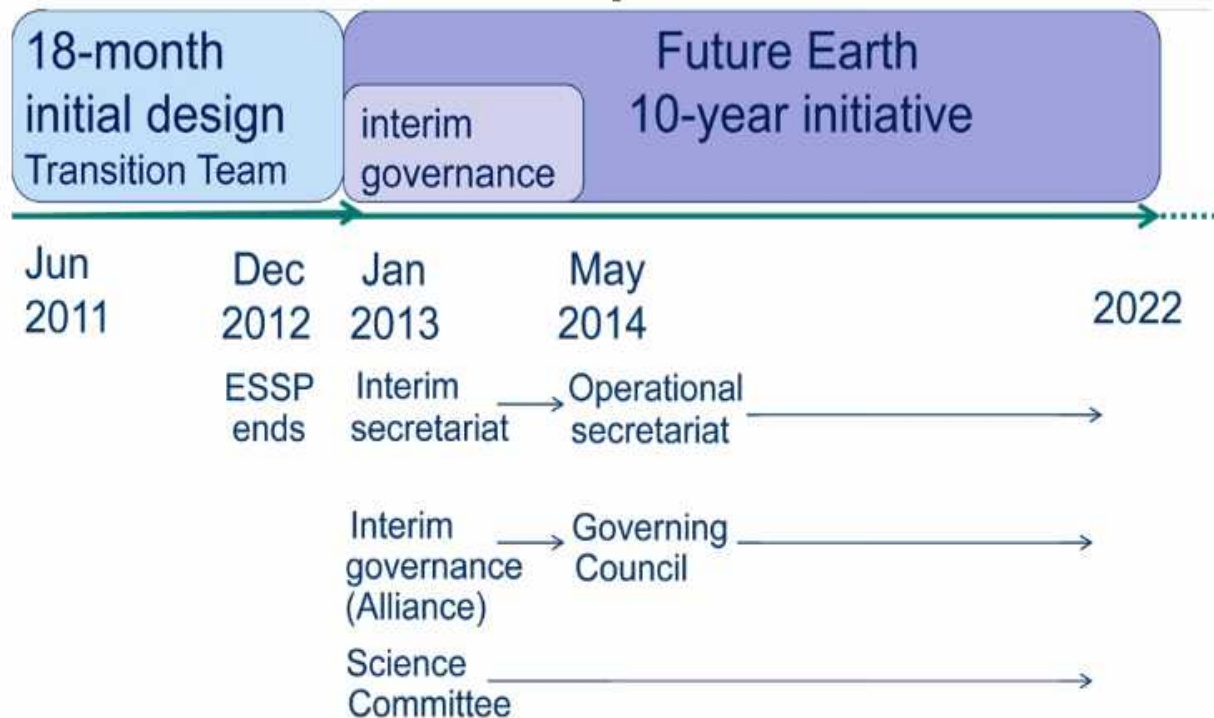 18-month
initial design
Transition Team
interim
governance
Future Earth
10-year initiative
Jun
2011
Dec
2012
Jan
2013
May
2014
2022
ESSP
ends
Interim
secretariat
Operational
secretariat
Interim
governance
(Alliance)
Governing
Council
Science
Committee